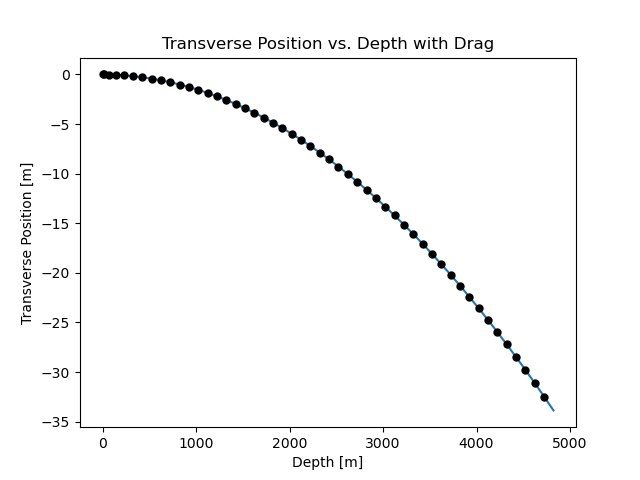 Transverse Position vs. Depth with Drag
0
−5
−10
−15
−20
−25
−30
−35
Transverse Position [m]
0 1000 2000 3000 4000 5000
Depth [m]